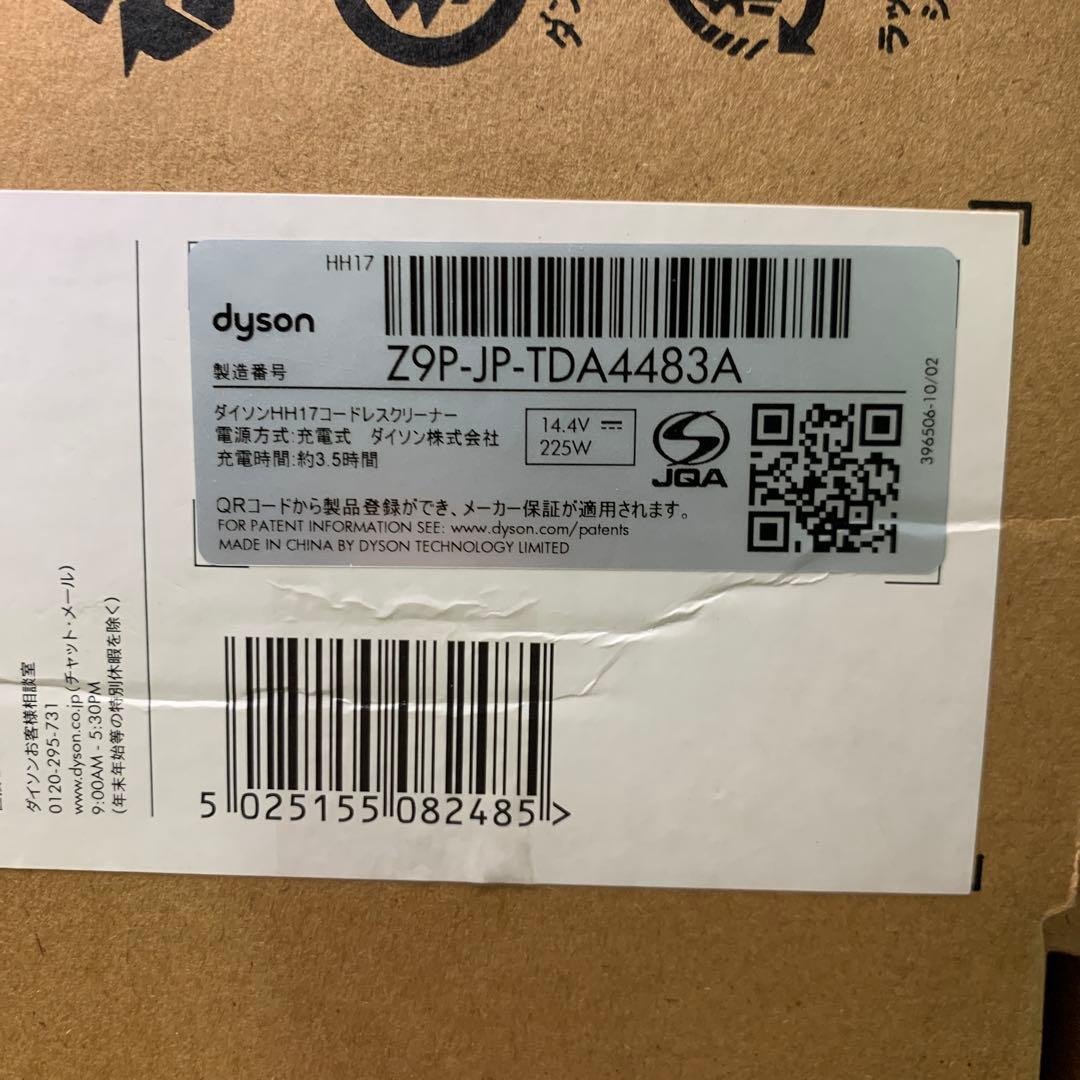 HH17
dyson
製造番号 Z9P-JP-TDA4483A
ダイソンHH17コードレスクリーナー
電源方式:充電式 ダイソン株式会社
充電時間:約3.5時間
14.4V
225W
JQA
396506-10/02
QRコードから製品登録ができ、メーカー保証が適用されます。
FOR PATENT INFORMATION SEE: www.dyson.com/patents
MADE IN CHINA BY DYSON TECHNOLOGY LIMITED
ダイソンお客様相談室
0120-295-731
www.dyson.co.jp(チャット・メール)
9:00AM - 5:30PM
(年末年始等の特別休暇を除く)
5 025155 082485 >